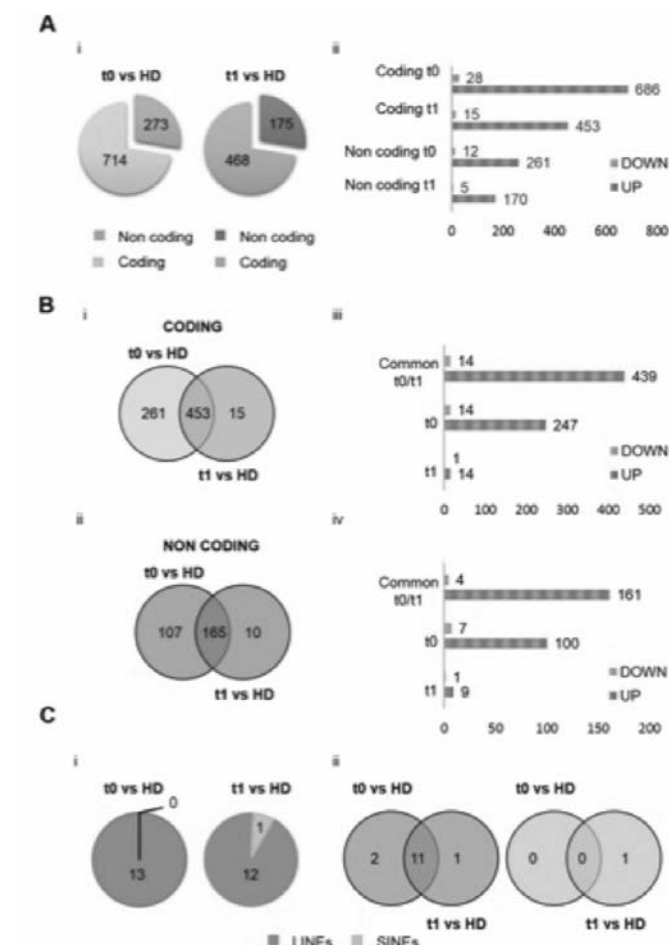 A
i
t0 vs HD
t1 vs HD
273
714
175
468
Non coding
Coding
Non coding
Coding
ii
Coding t0
28
686
Coding t1
15
453
Non coding t0
12
261
Non coding t1
5
170
DOWN
UP
0 200 400 600 800
B
i
CODING
t0 vs HD
261 453 15
t1 vs HD
iii
Common
t0/t1
14
439
t0
14
247
t1
1
14
DOWN
UP
0 100 200 300 400 500
ii
NON CODING
t0 vs HD
107 165 10
t1 vs HD
iv
Common
t0/t1
4
161
t0
7
100
t1
1
9
DOWN
UP
0 50 100 150 200
C
i
t0 vs HD
0
13
t1 vs HD
1
12
LINEs SINEs
ii
t0 vs HD
2 11 1
t1 vs HD
t0 vs HD
0 0 1
t1 vs HD